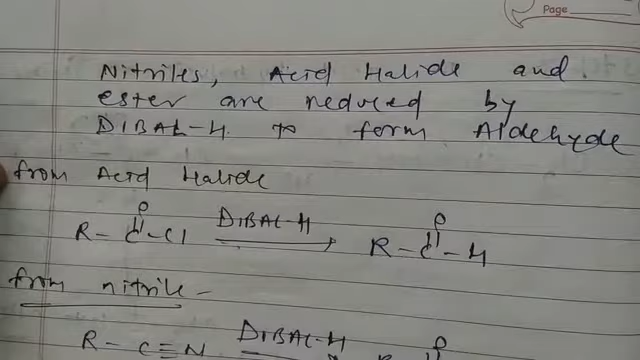 Page
Nitriles, Acid Halide and
ester are reduced by
DIBAL-H to form Aldehyde
from Acid Halide
O O
R - C - Cl DIBAL-H R - C - H
from nitrile -
R - C≡N DIBAL-H R O